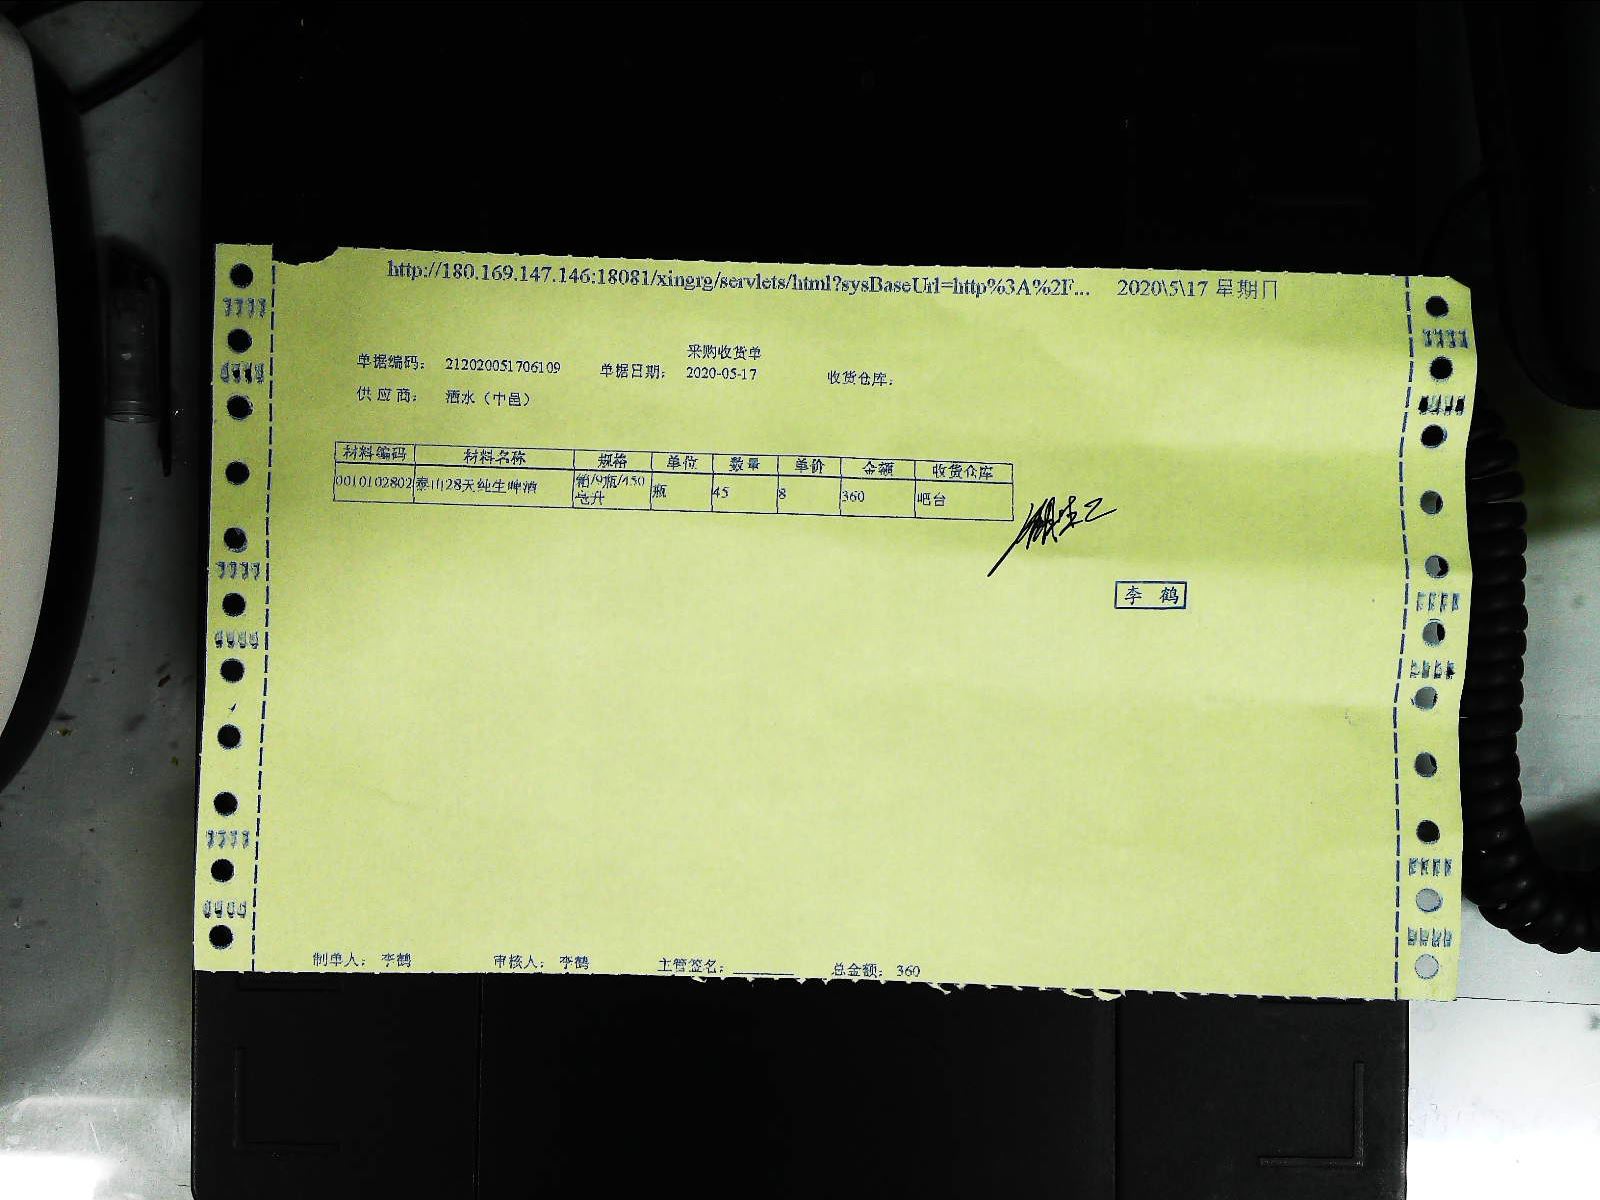 http://180.169.147.146:18081/xingrg/servlets/html?sysBaseUrl=http%3A%2F... 2020\5\17 星期日
采购收货单
单据编码： 212020051706109 单据日期： 2020-05-17 收货仓库：
供 应 商： 酒水（中邑）
材料编码 材料名称 规格 单位 数量 单价 金额 收货仓库
0010102802 泰山28天纯生啤酒 箱/9瓶/450毫升 瓶 45 8 360 吧台
李 鹤
制单人： 李鹤 审核人： 李鹤 主管签名：________ 总金额： 360